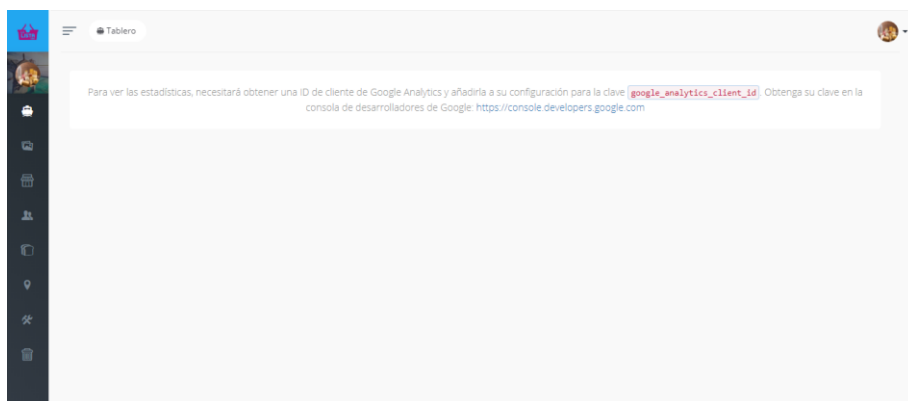 Tablero
Para ver las estadísticas, necesitará obtener una ID de cliente de Google Analytics y añadirla a su configuración para la clave google_analytics_client_id. Obtenga su clave en la
consola de desarrolladores de Google: https://console.developers.google.com